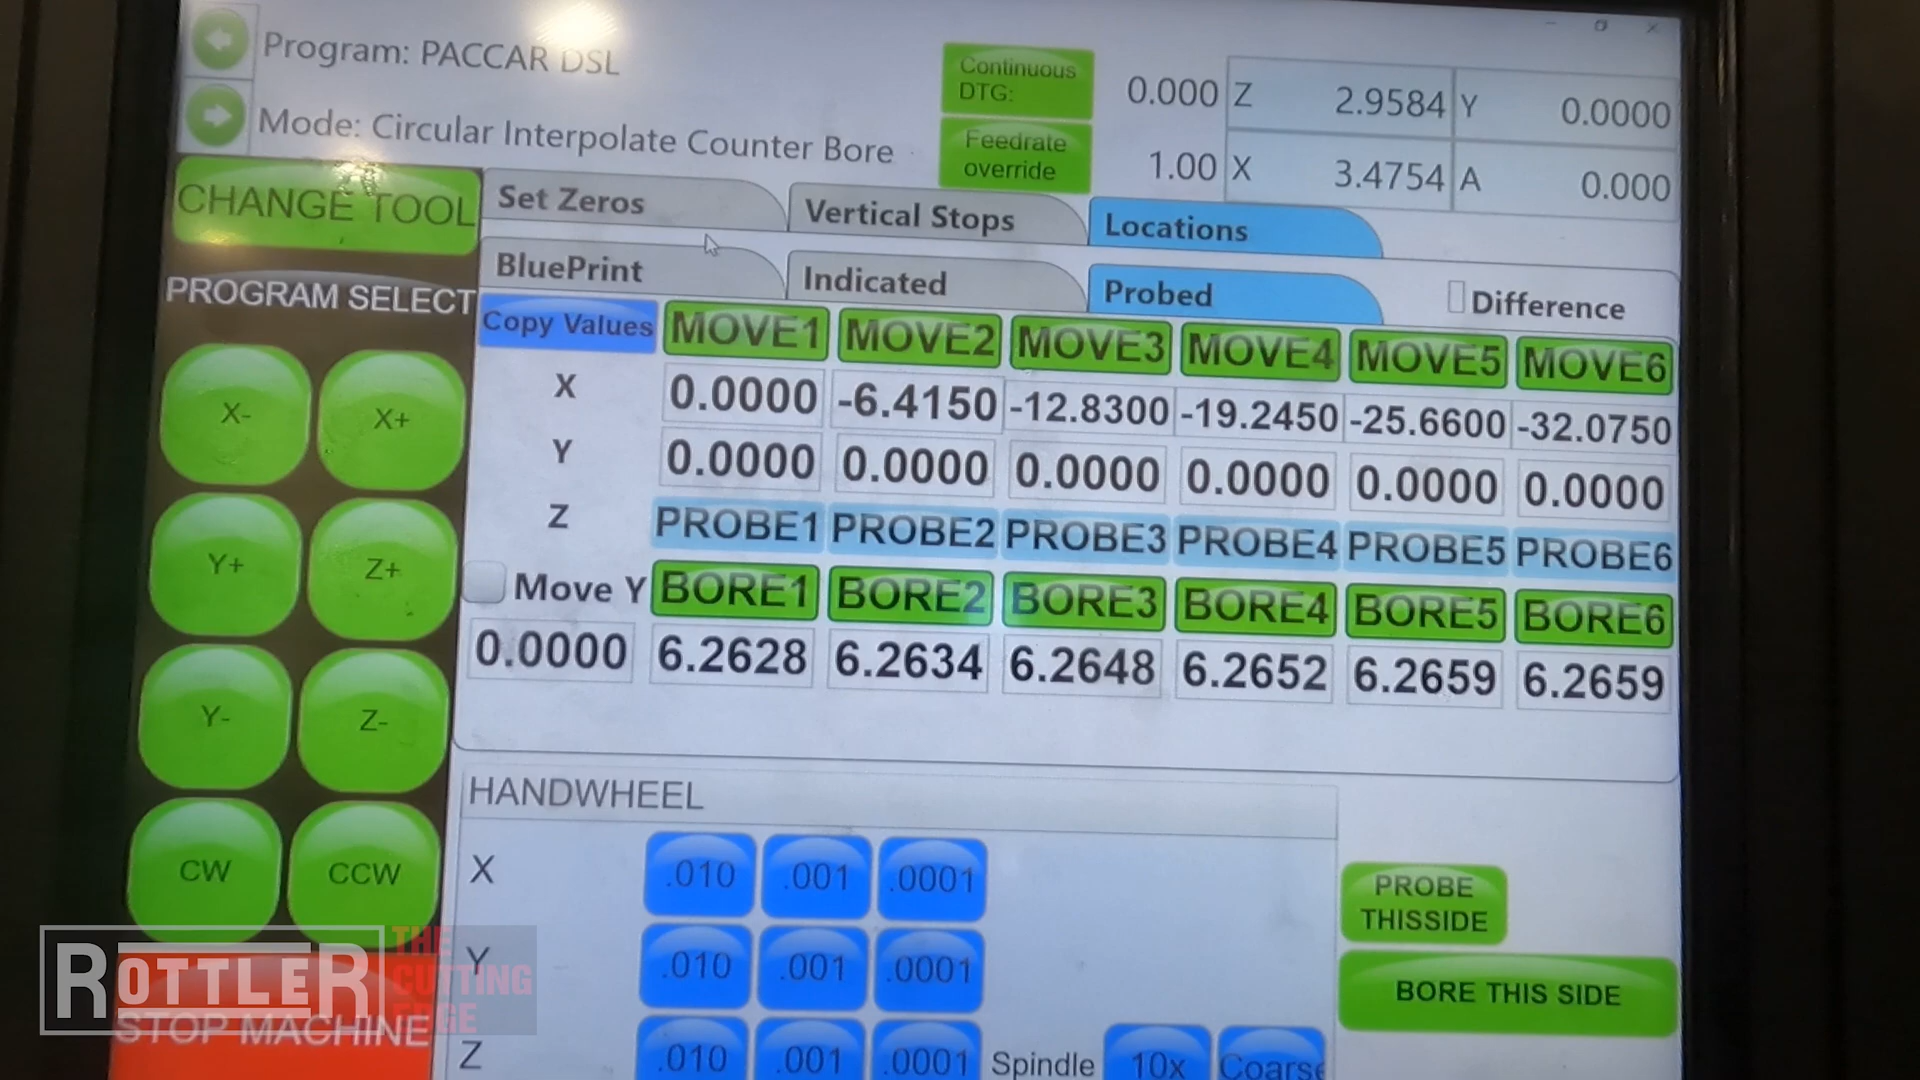 Program: PACCAR DSL
Continuous DTG: 0.000 Z 2.9584 Y 0.0000
Mode: Circular Interpolate Counter Bore
Feedrate override 1.00 X 3.4754 A 0.000
CHANGE TOOL
Set Zeros Vertical Stops Locations
BluePrint Indicated Probed Difference
PROGRAM SELECT
Copy Values MOVE1 MOVE2 MOVE3 MOVE4 MOVE5 MOVE6
X 0.0000 -6.4150 -12.8300 -19.2450 -25.6600 -32.0750
Y 0.0000 0.0000 0.0000 0.0000 0.0000 0.0000
Z PROBE1 PROBE2 PROBE3 PROBE4 PROBE5 PROBE6
Move Y BORE1 BORE2 BORE3 BORE4 BORE5 BORE6
0.0000 6.2628 6.2634 6.2648 6.2652 6.2659 6.2659
X- X+
Y+ Z+
Y- Z-
CW CCW
HANDWHEEL
X .010 .001 .0001
Y .010 .001 .0001
Z .010 .001 .0001 Spindle 10x Coarse
PROBE THISSIDE
BORE THIS SIDE
ROTTLER
THE CUTTING EDGE
STOP MACHINE